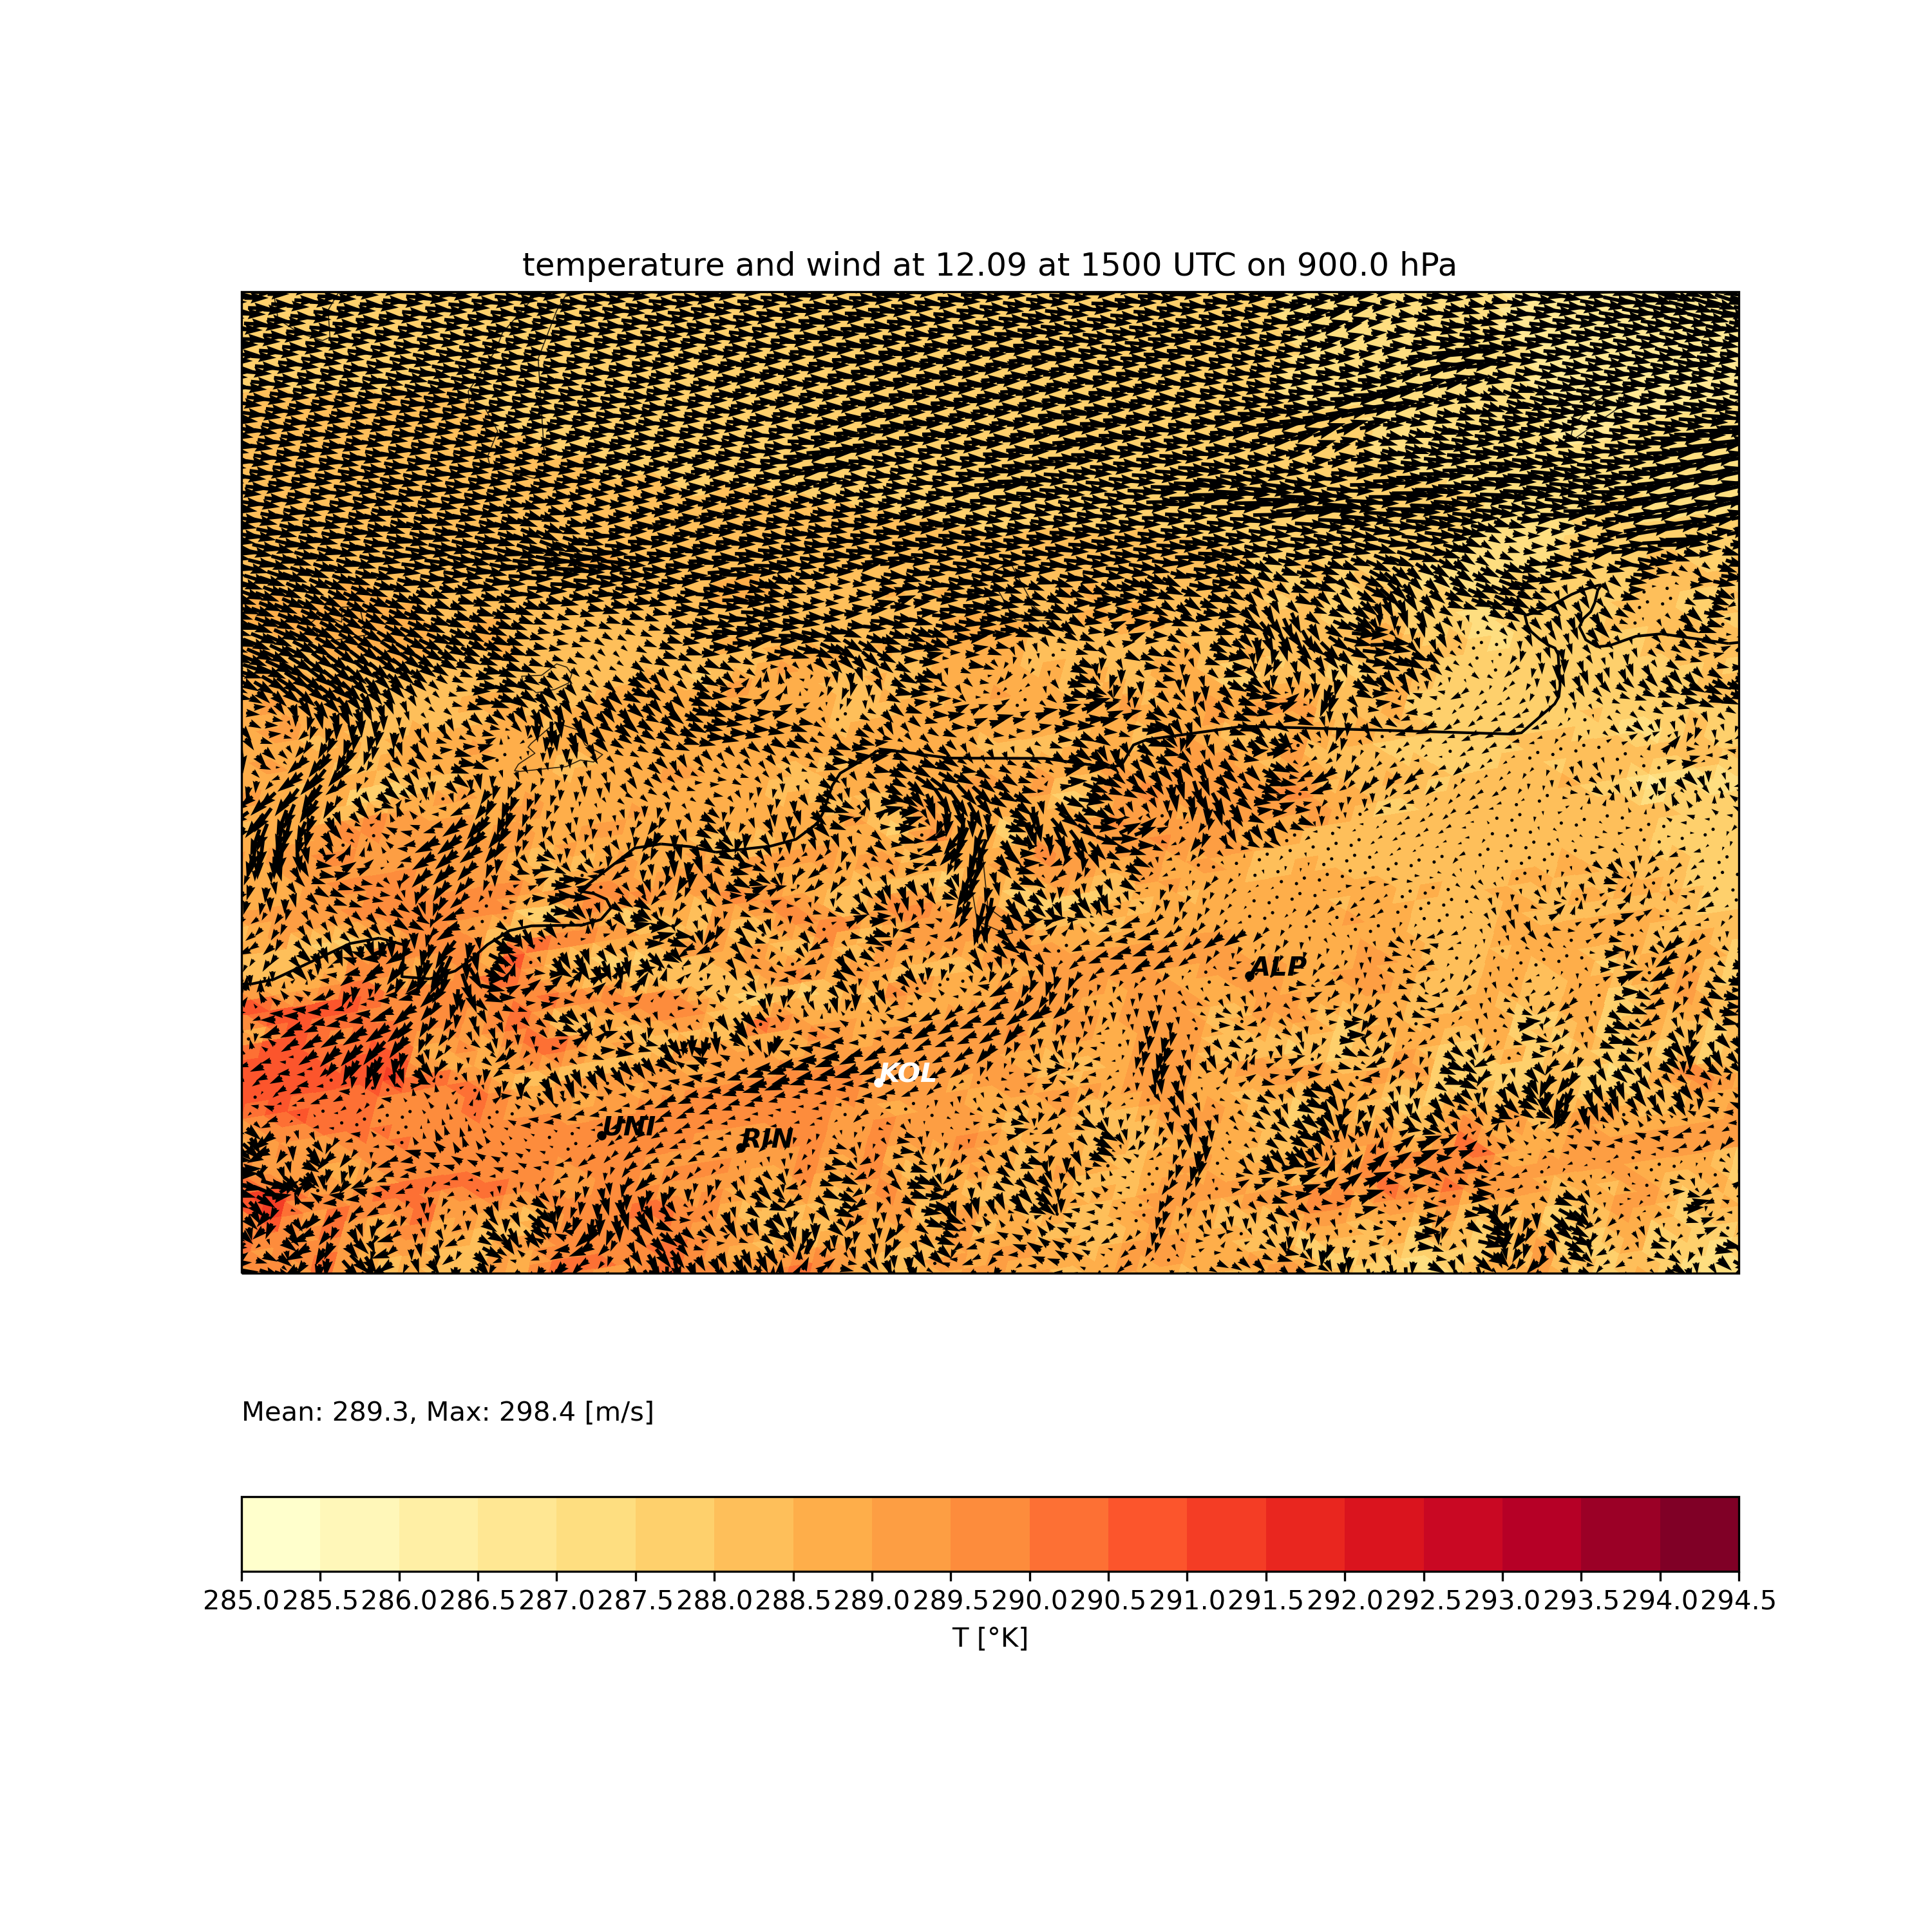 temperature and wind at 12.09 at 1500 UTC on 900.0 hPa
ALP
KOL
UNI
RIN
Mean: 289.3, Max: 298.4 [m/s]
285.0 285.5 286.0 286.5 287.0 287.5 288.0 288.5 289.0 289.5 290.0 290.5 291.0 291.5 292.0 292.5 293.0 293.5 294.0 294.5
T [°K]